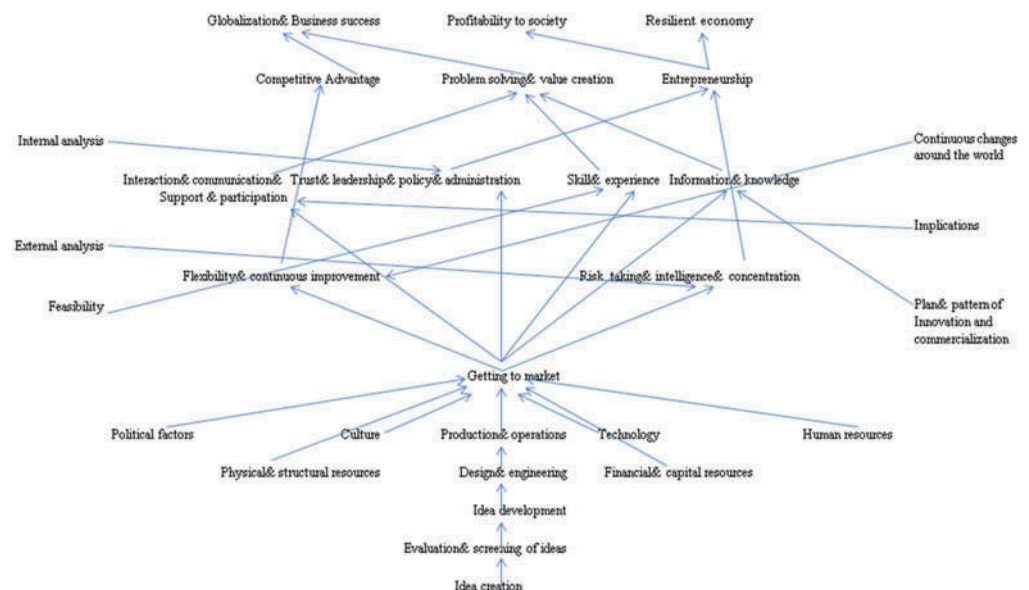 Globalization& Business success
Profitability to society
Resilient economy
Competitive Advantage
Problem solving& value creation
Entrepreneurship
Internal analysis
Continuous changes
around the world
Interaction& communication&
Support & participation
Trust& leadership& policy& administration
Skill& experience
Information& knowledge
Implications
External analysis
Flexibility& continuous improvement
Risk taking& intelligence& concentration
Feasibility
Plan& pattern of
Innovation and
commercialization
Getting to market
Political factors
Culture
Production& operations
Technology
Human resources
Physical& structural resources
Design& engineering
Financial& capital resources
Idea development
Evaluation& screening of ideas
Idea creation